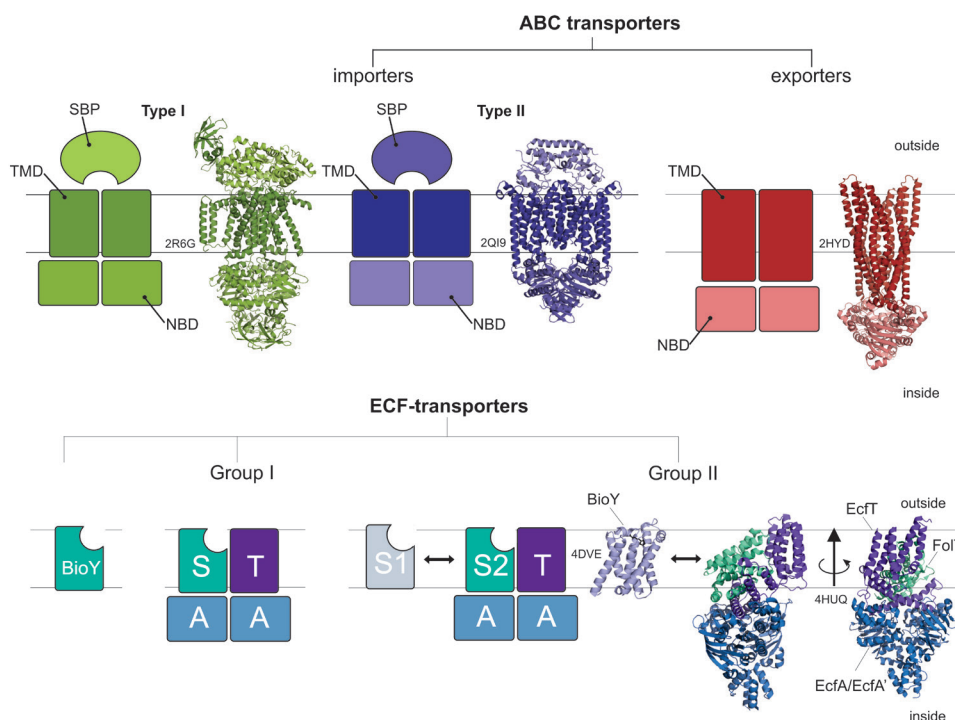 ABC transporters
importers
exporters
SBP
Type I
SBP
Type II
outside
TMD
TMD
TMD
2R6G
2QI9
2HYD
NBD
NBD
NBD
inside
ECF-transporters
Group I
Group II
BioY
EcfT
outside
BioY
S
T
S1
S2
T
4DVE
FolT
4HUQ
A
A
A
A
EcfA/EcfA'
inside